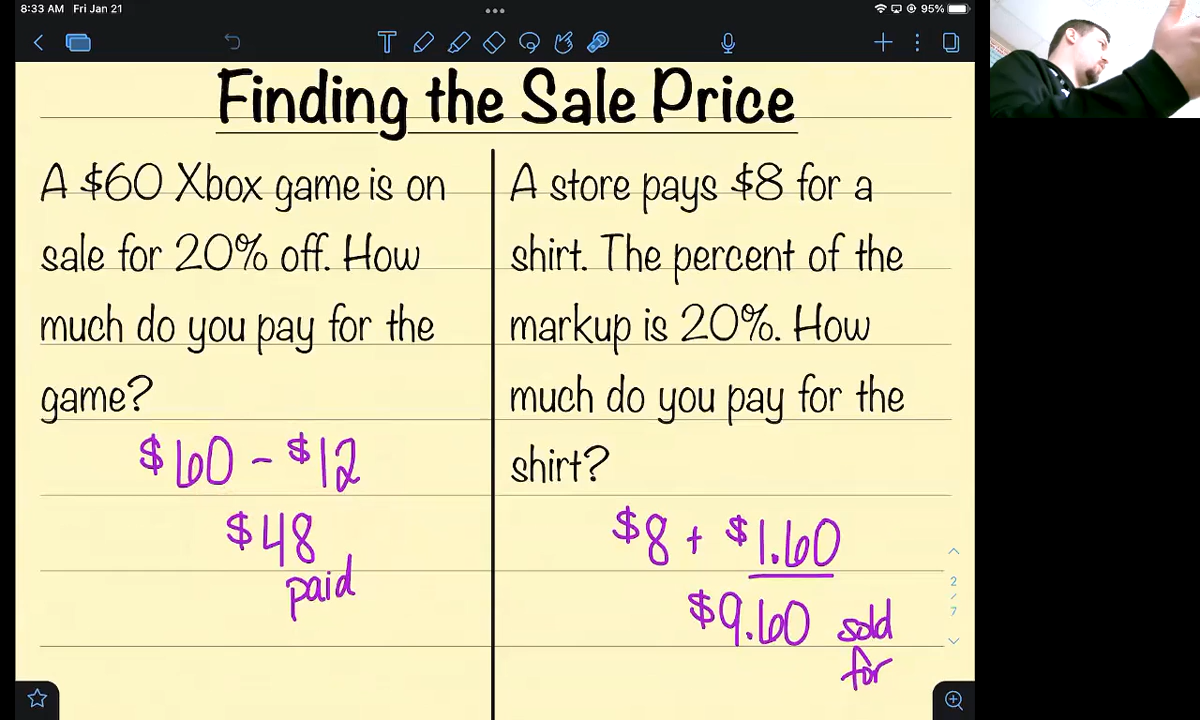 8:33 AM Fri Jan 21
95%
Finding the Sale Price
A $60 Xbox game is on
sale for 20% off. How
much do you pay for the
game?
$60 - $12
$48
paid
A store pays $8 for a
shirt. The percent of the
markup is 20%. How
much do you pay for the
shirt?
$8 + $1.60
$9.60 sold
for
2
/
7